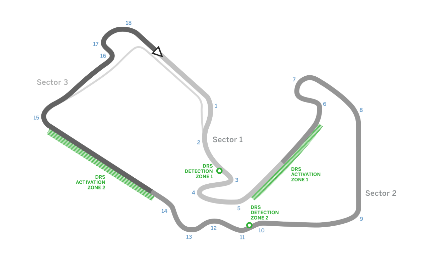 18
17
16
Sector 3
7
6
8
1
15
Sector 1
2
DRS
DETECTION
ZONE 1
DRS
ACTIVATION
ZONE 1
3
DRS
ACTIVATION
ZONE 2
4
Sector 2
5
DRS
DETECTION
ZONE 2
14
9
12
10
13
11